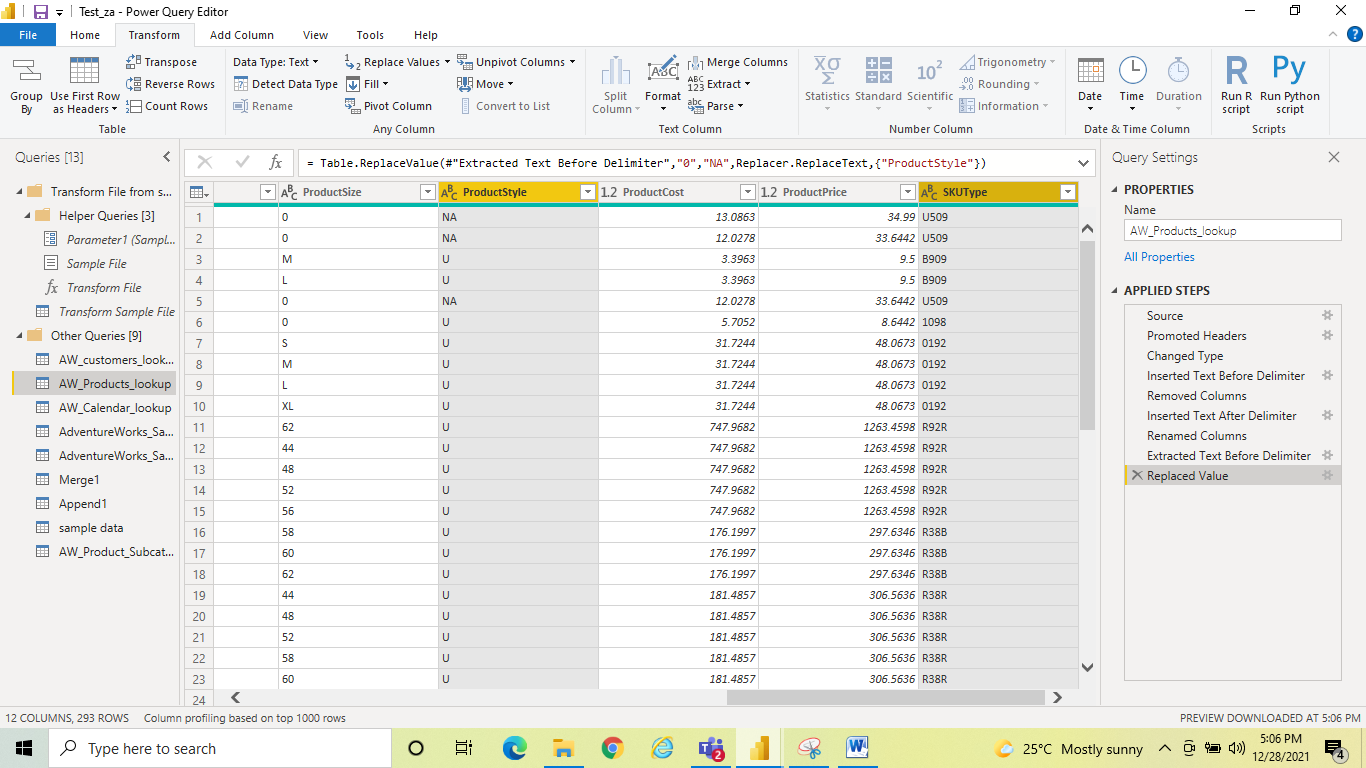 Test_za - Power Query Editor
File Home Transform Add Column View Tools Help
Group By
Use First Row as Headers
Transpose
Reverse Rows
Count Rows
Table
Data Type: Text
Detect Data Type
Rename
Replace Values
Fill
Pivot Column
Unpivot Columns
Move
Convert to List
Any Column
Split Column
Format
Merge Columns
Extract
Parse
Text Column
Statistics
Standard
Scientific
Trigonometry
Rounding
Information
Number Column
Date
Time
Duration
Date & Time Column
Run R script
Run Python script
Scripts
Queries [13]
Transform File from s...
Helper Queries [3]
Parameter1 (Sampl...
Sample File
Transform File
Transform Sample File
Other Queries [9]
AW_customers_look...
AW_Products_lookup
AW_Calendar_lookup
AdventureWorks_Sa...
AdventureWorks_Sa...
Merge1
Append1
sample data
AW_Product_Subcat...
= Table.ReplaceValue(#"Extracted Text Before Delimiter","0","NA",Replacer.ReplaceText,{"ProductStyle"})
ProductSize ProductStyle 1.2 ProductCost 1.2 ProductPrice SKUType
1 0 NA 13.0863 34.99 U509
2 0 NA 12.0278 33.6442 U509
3 M U 3.3963 9.5 B909
4 L U 3.3963 9.5 B909
5 0 NA 12.0278 33.6442 U509
6 0 U 5.7052 8.6442 1098
7 S U 31.7244 48.0673 0192
8 M U 31.7244 48.0673 0192
9 L U 31.7244 48.0673 0192
10 XL U 31.7244 48.0673 0192
11 62 U 747.9682 1263.4598 R92R
12 44 U 747.9682 1263.4598 R92R
13 48 U 747.9682 1263.4598 R92R
14 52 U 747.9682 1263.4598 R92R
15 56 U 747.9682 1263.4598 R92R
16 58 U 176.1997 297.6346 R38B
17 60 U 176.1997 297.6346 R38B
18 62 U 176.1997 297.6346 R38B
19 44 U 181.4857 306.5636 R38R
20 48 U 181.4857 306.5636 R38R
21 52 U 181.4857 306.5636 R38R
22 58 U 181.4857 306.5636 R38R
23 60 U 181.4857 306.5636 R38R
24
Query Settings
PROPERTIES
Name
AW_Products_lookup
All Properties
APPLIED STEPS
Source
Promoted Headers
Changed Type
Inserted Text Before Delimiter
Removed Columns
Inserted Text After Delimiter
Renamed Columns
Extracted Text Before Delimiter
Replaced Value
12 COLUMNS, 293 ROWS Column profiling based on top 1000 rows
PREVIEW DOWNLOADED AT 5:06 PM
Type here to search
25°C Mostly sunny
5:06 PM
12/28/2021